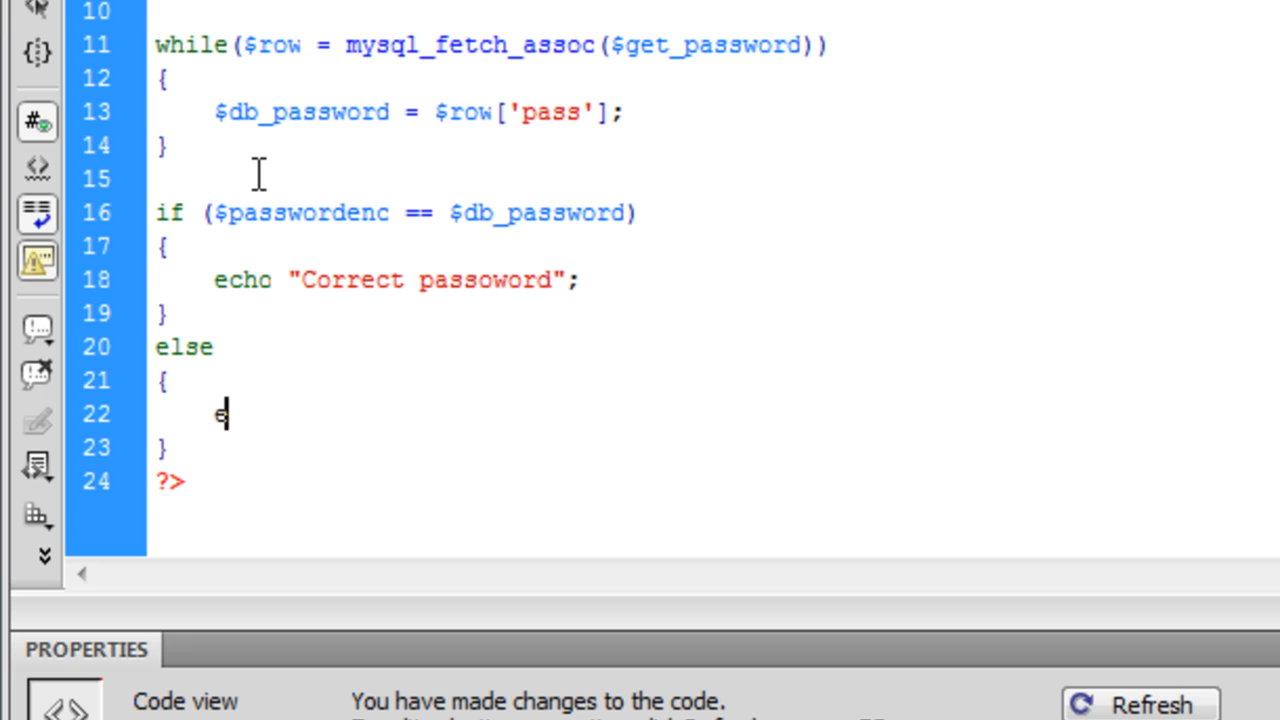 10
11 while($row = mysql_fetch_assoc($get_password))
12 {
13 $db_password = $row['pass'];
14 }
15
16 if ($passwordenc == $db_password)
17 {
18 echo "Correct passoword";
19 }
20 else
21 {
22 e
23 }
24 ?>
PROPERTIES
Code view You have made changes to the code. Refresh